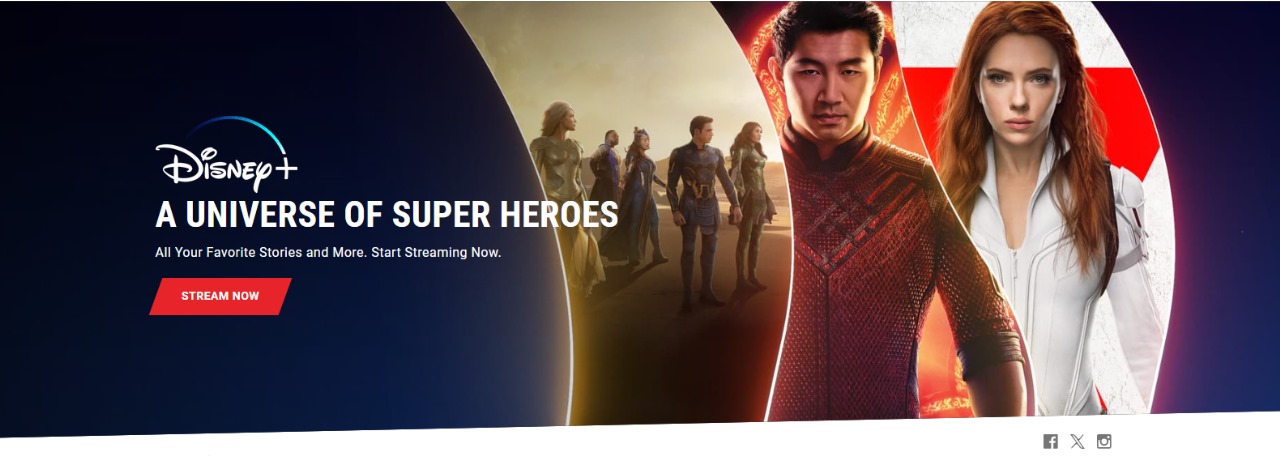 Disney+
A UNIVERSE OF SUPER HEROES
All Your Favorite Stories and More. Start Streaming Now.
STREAM NOW